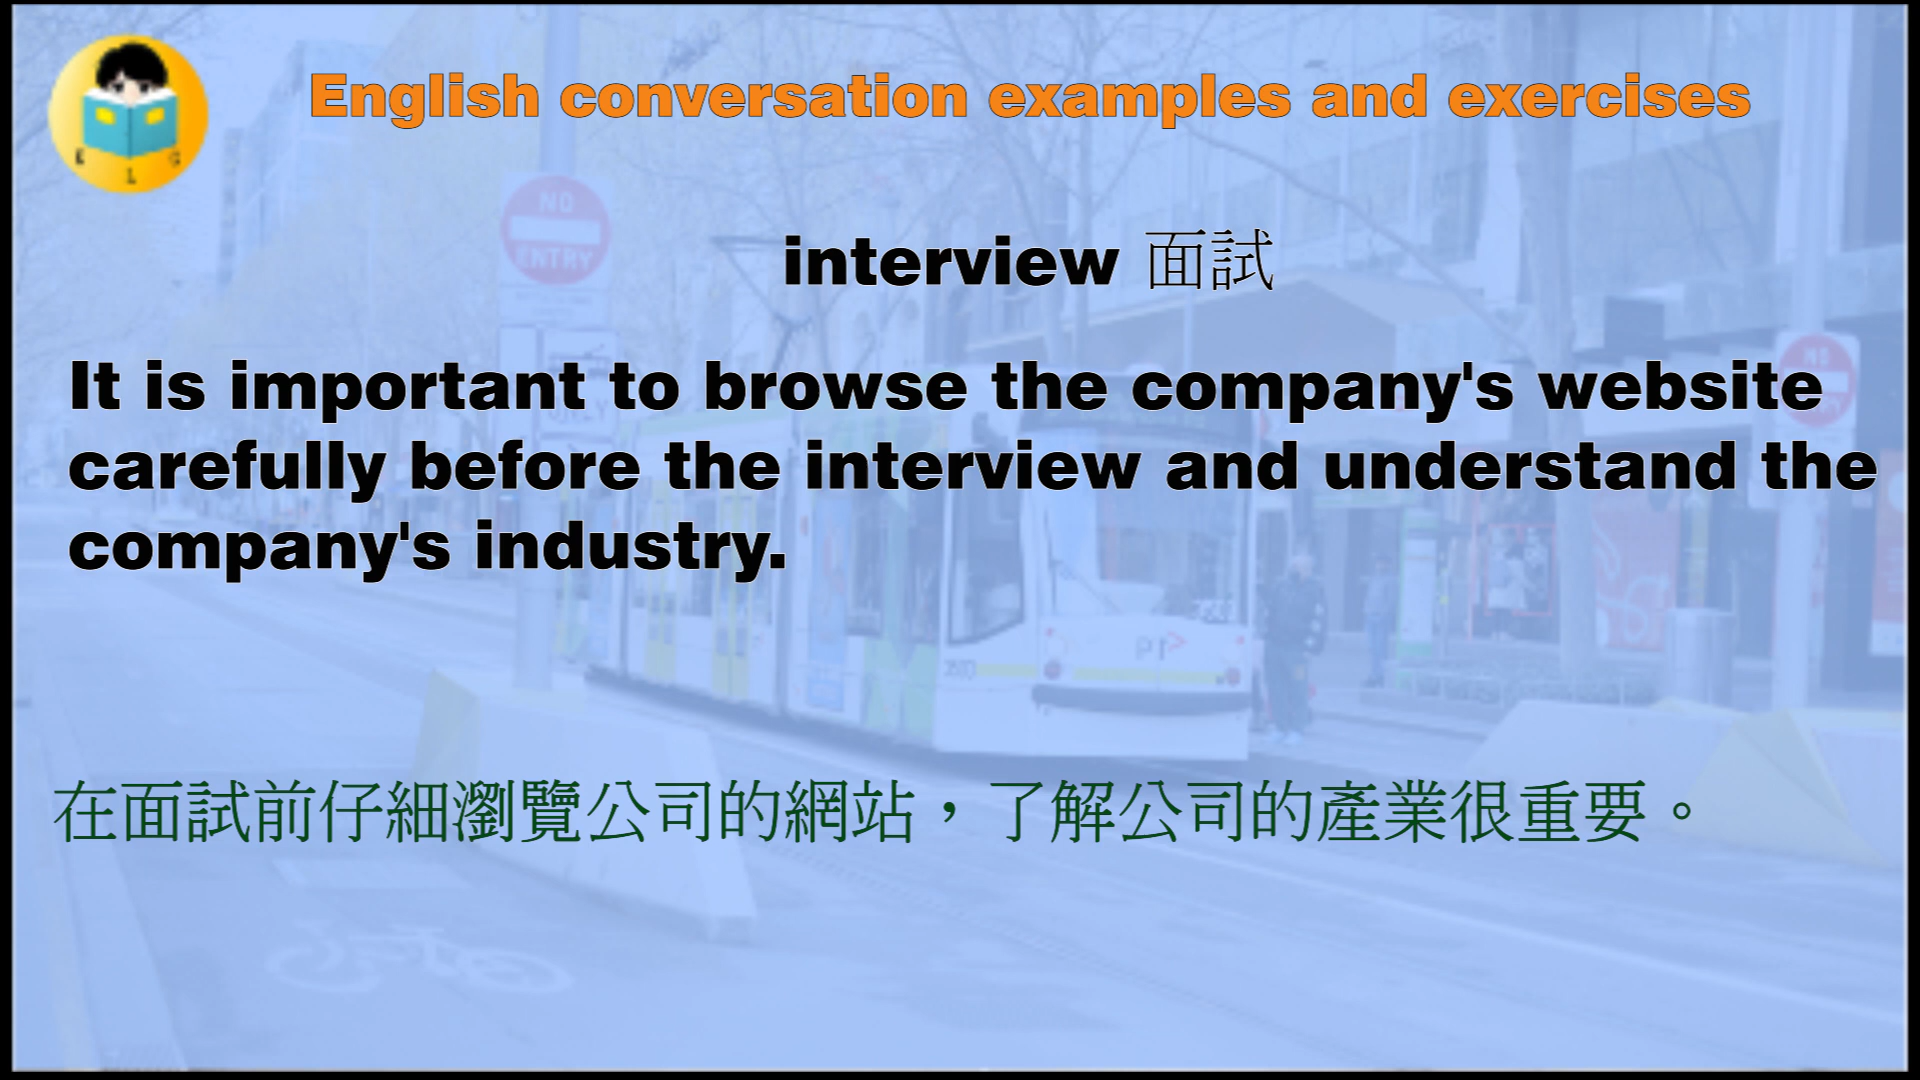 English conversation examples and exercises
E L G
NO
ENTRY
interview 面試
It is important to browse the company's website
carefully before the interview and understand the
company's industry.
在面試前仔細瀏覽公司的網站，了解公司的產業很重要。